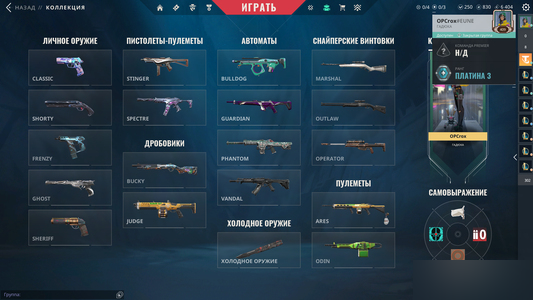 НАЗАД // КОЛЛЕКЦИЯ
ИГРАТЬ
0/4
0/3
250
830
6 404
OPCrox#EUNE
Н/Д
ПЛАТИНА 3
ЛИЧНОЕ ОРУЖИЕ
CLASSIC
SHORTY
FRENZY
GHOST
SHERIFF
ПИСТОЛЕТЫ-ПУЛЕМЕТЫ
STINGER
SPECTRE
ДРОБОВИКИ
BUCKY
JUDGE
АВТОМАТЫ
BULLDOG
GUARDIAN
PHANTOM
VANDAL
ХОЛОДНОЕ ОРУЖИЕ
ХОЛОДНОЕ ОРУЖИЕ
СНАЙПЕРСКИЕ ВИНТОВКИ
MARSHAL
OUTLAW
OPERATOR
ПУЛЕМЕТЫ
ARES
ODIN
OPCrox
САМОВЫРАЖЕНИЕ
Группа: